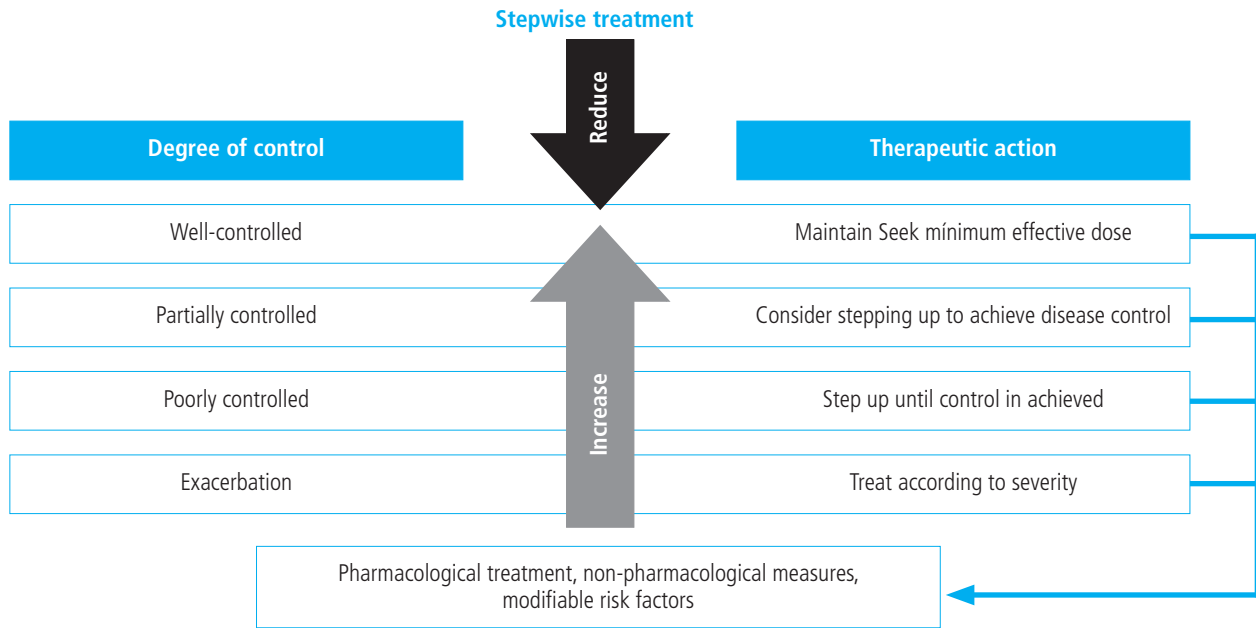 Stepwise treatment
Reduce
Degree of control
Therapeutic action
Well-controlled
Maintain Seek mínimum effective dose
Partially controlled
Consider stepping up to achieve disease control
Poorly controlled
Step up until control in achieved
Increase
Exacerbation
Treat according to severity
Pharmacological treatment, non-pharmacological measures,
modifiable risk factors